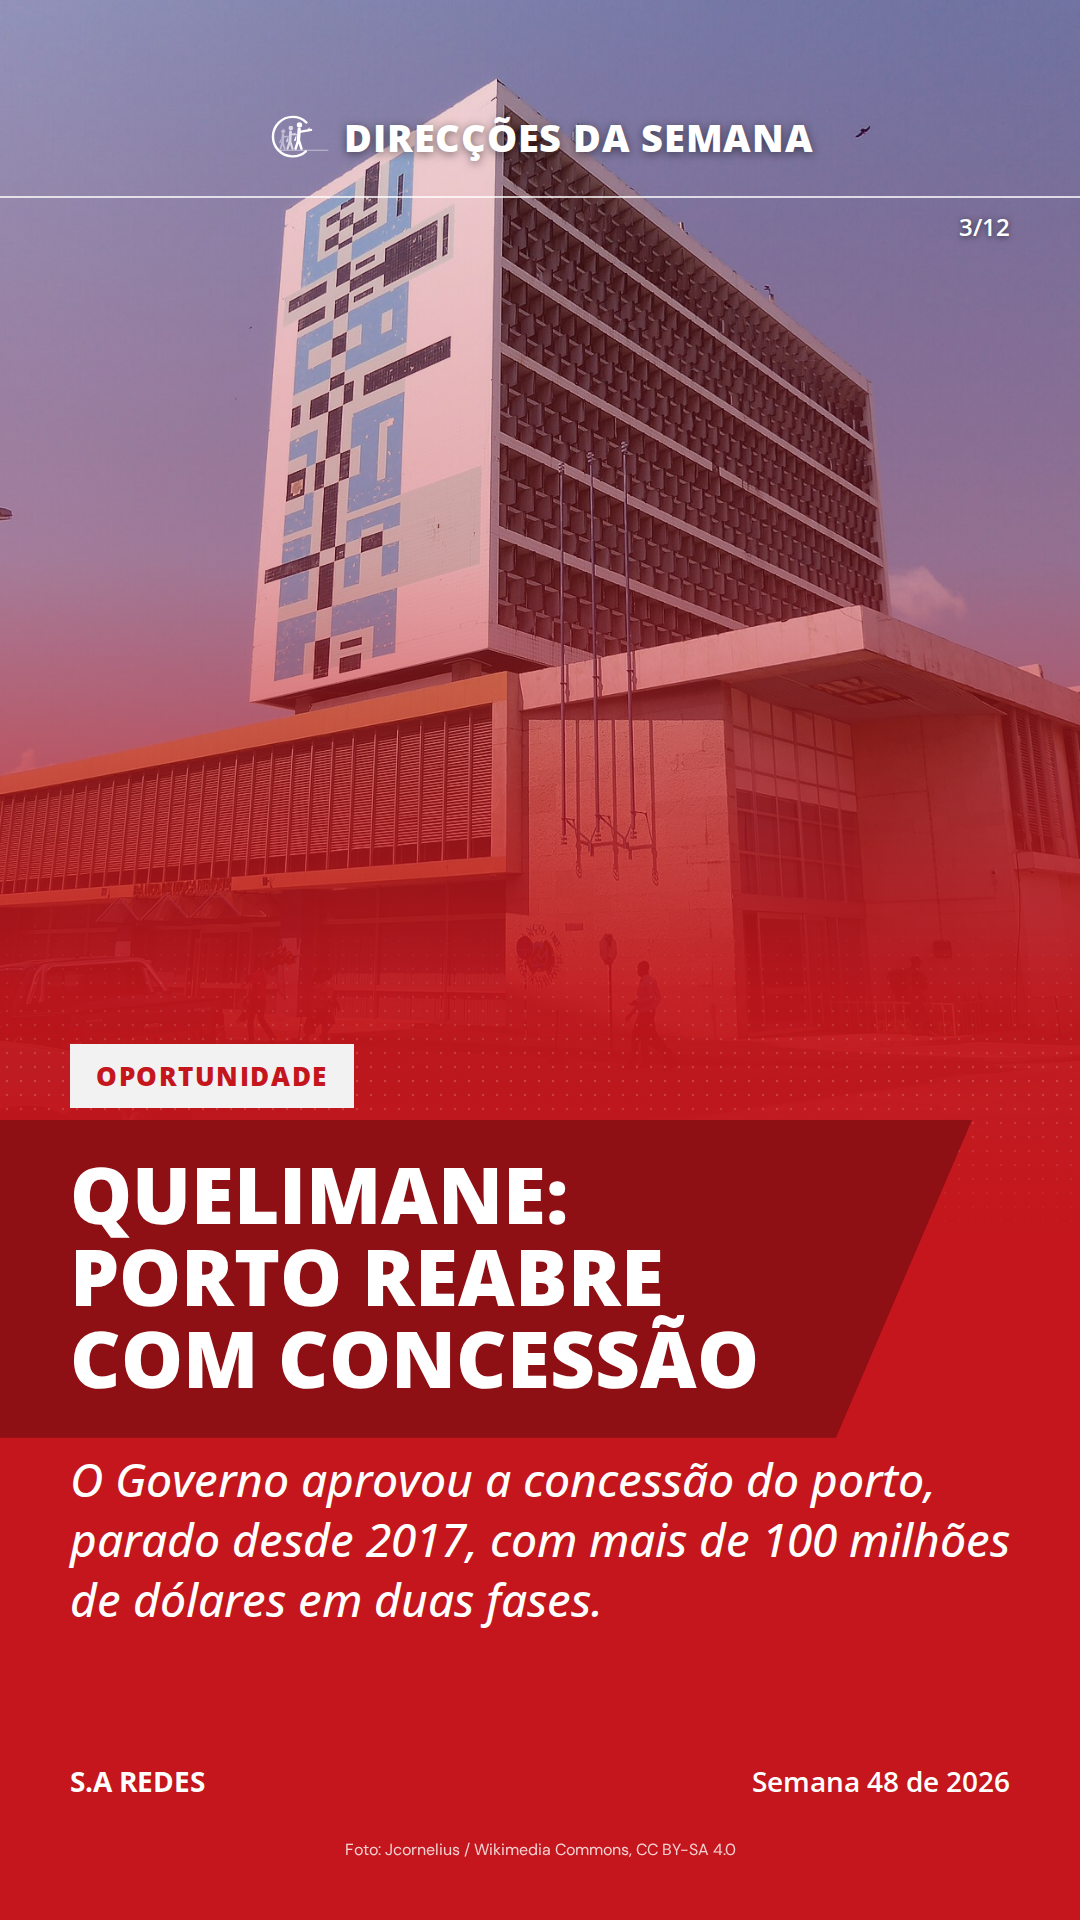 DIRECÇÕES DA SEMANA
3/12
OPORTUNIDADE
QUELIMANE:
PORTO REABRE
COM CONCESSÃO
O Governo aprovou a concessão do porto,
parado desde 2017, com mais de 100 milhões
de dólares em duas fases.
S.A REDES
Semana 48 de 2026
Foto: Jcornelius / Wikimedia Commons, CC BY-SA 4.0